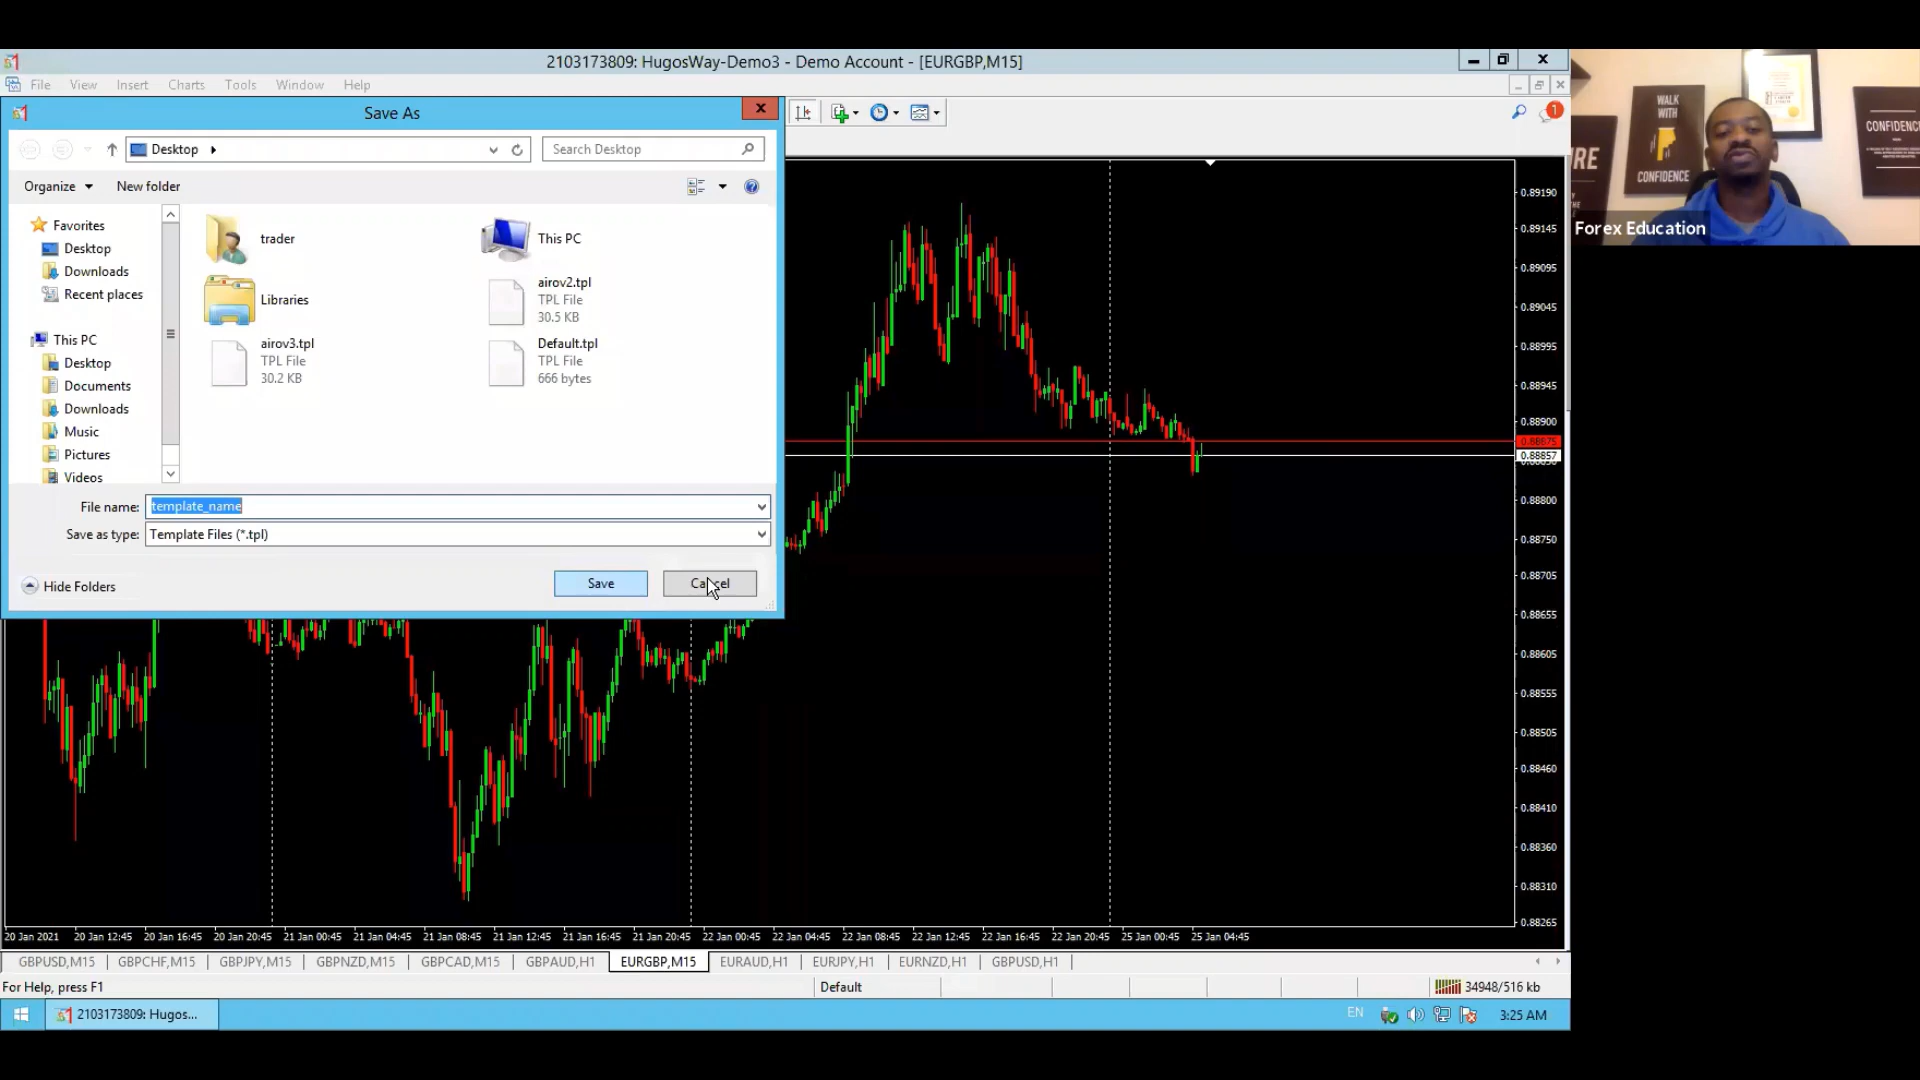 2103173809: HugosWay-Demo3 - Demo Account - [EURGBP,M15]
File View Insert Charts Tools Window Help
Save As
Desktop
Search Desktop
Organize New folder
Favorites
Desktop
Downloads
Recent places
This PC
Desktop
Documents
Downloads
Music
Pictures
Videos
trader
This PC
Libraries
airov2.tpl
TPL File
30.5 KB
airov3.tpl
TPL File
30.2 KB
Default.tpl
TPL File
666 bytes
File name: template_name
Save as type: Template Files (*.tpl)
Hide Folders
Save
Cancel
1
0.89190
0.89145
0.89095
0.89045
0.88995
0.88945
0.88900
0.88875
0.88857
0.88800
0.88750
0.88705
0.88655
0.88605
0.88555
0.88505
0.88460
0.88410
0.88360
0.88310
0.88265
20 Jan 2021 20 Jan 12:45 20 Jan 16:45 20 Jan 20:45 21 Jan 00:45 21 Jan 04:45 21 Jan 08:45 21 Jan 12:45 21 Jan 16:45 21 Jan 20:45 22 Jan 00:45 22 Jan 04:45 22 Jan 08:45 22 Jan 12:45 22 Jan 16:45 22 Jan 20:45 25 Jan 00:45 25 Jan 04:45
GBPUSD,M15 GBPCHF,M15 GBPJPY,M15 GBPNZD,M15 GBPCAD,M15 GBPAUD,H1 EURGBP,M15 EURAUD,H1 EURJPY,H1 EURNZD,H1 GBPUSD,H1
For Help, press F1
Default
34948/516 kb
2103173809: Hugos...
EN
3:25 AM
WALK
WITH
CONFIDENCE
CONFIDENCE
Forex Education